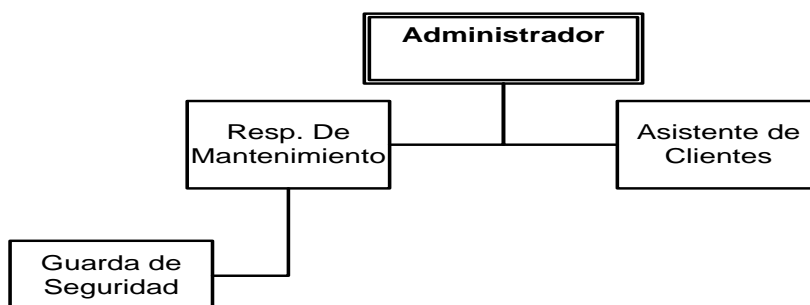 Administrador
Resp. De
Mantenimiento
Asistente de
Clientes
Guarda de
Seguridad